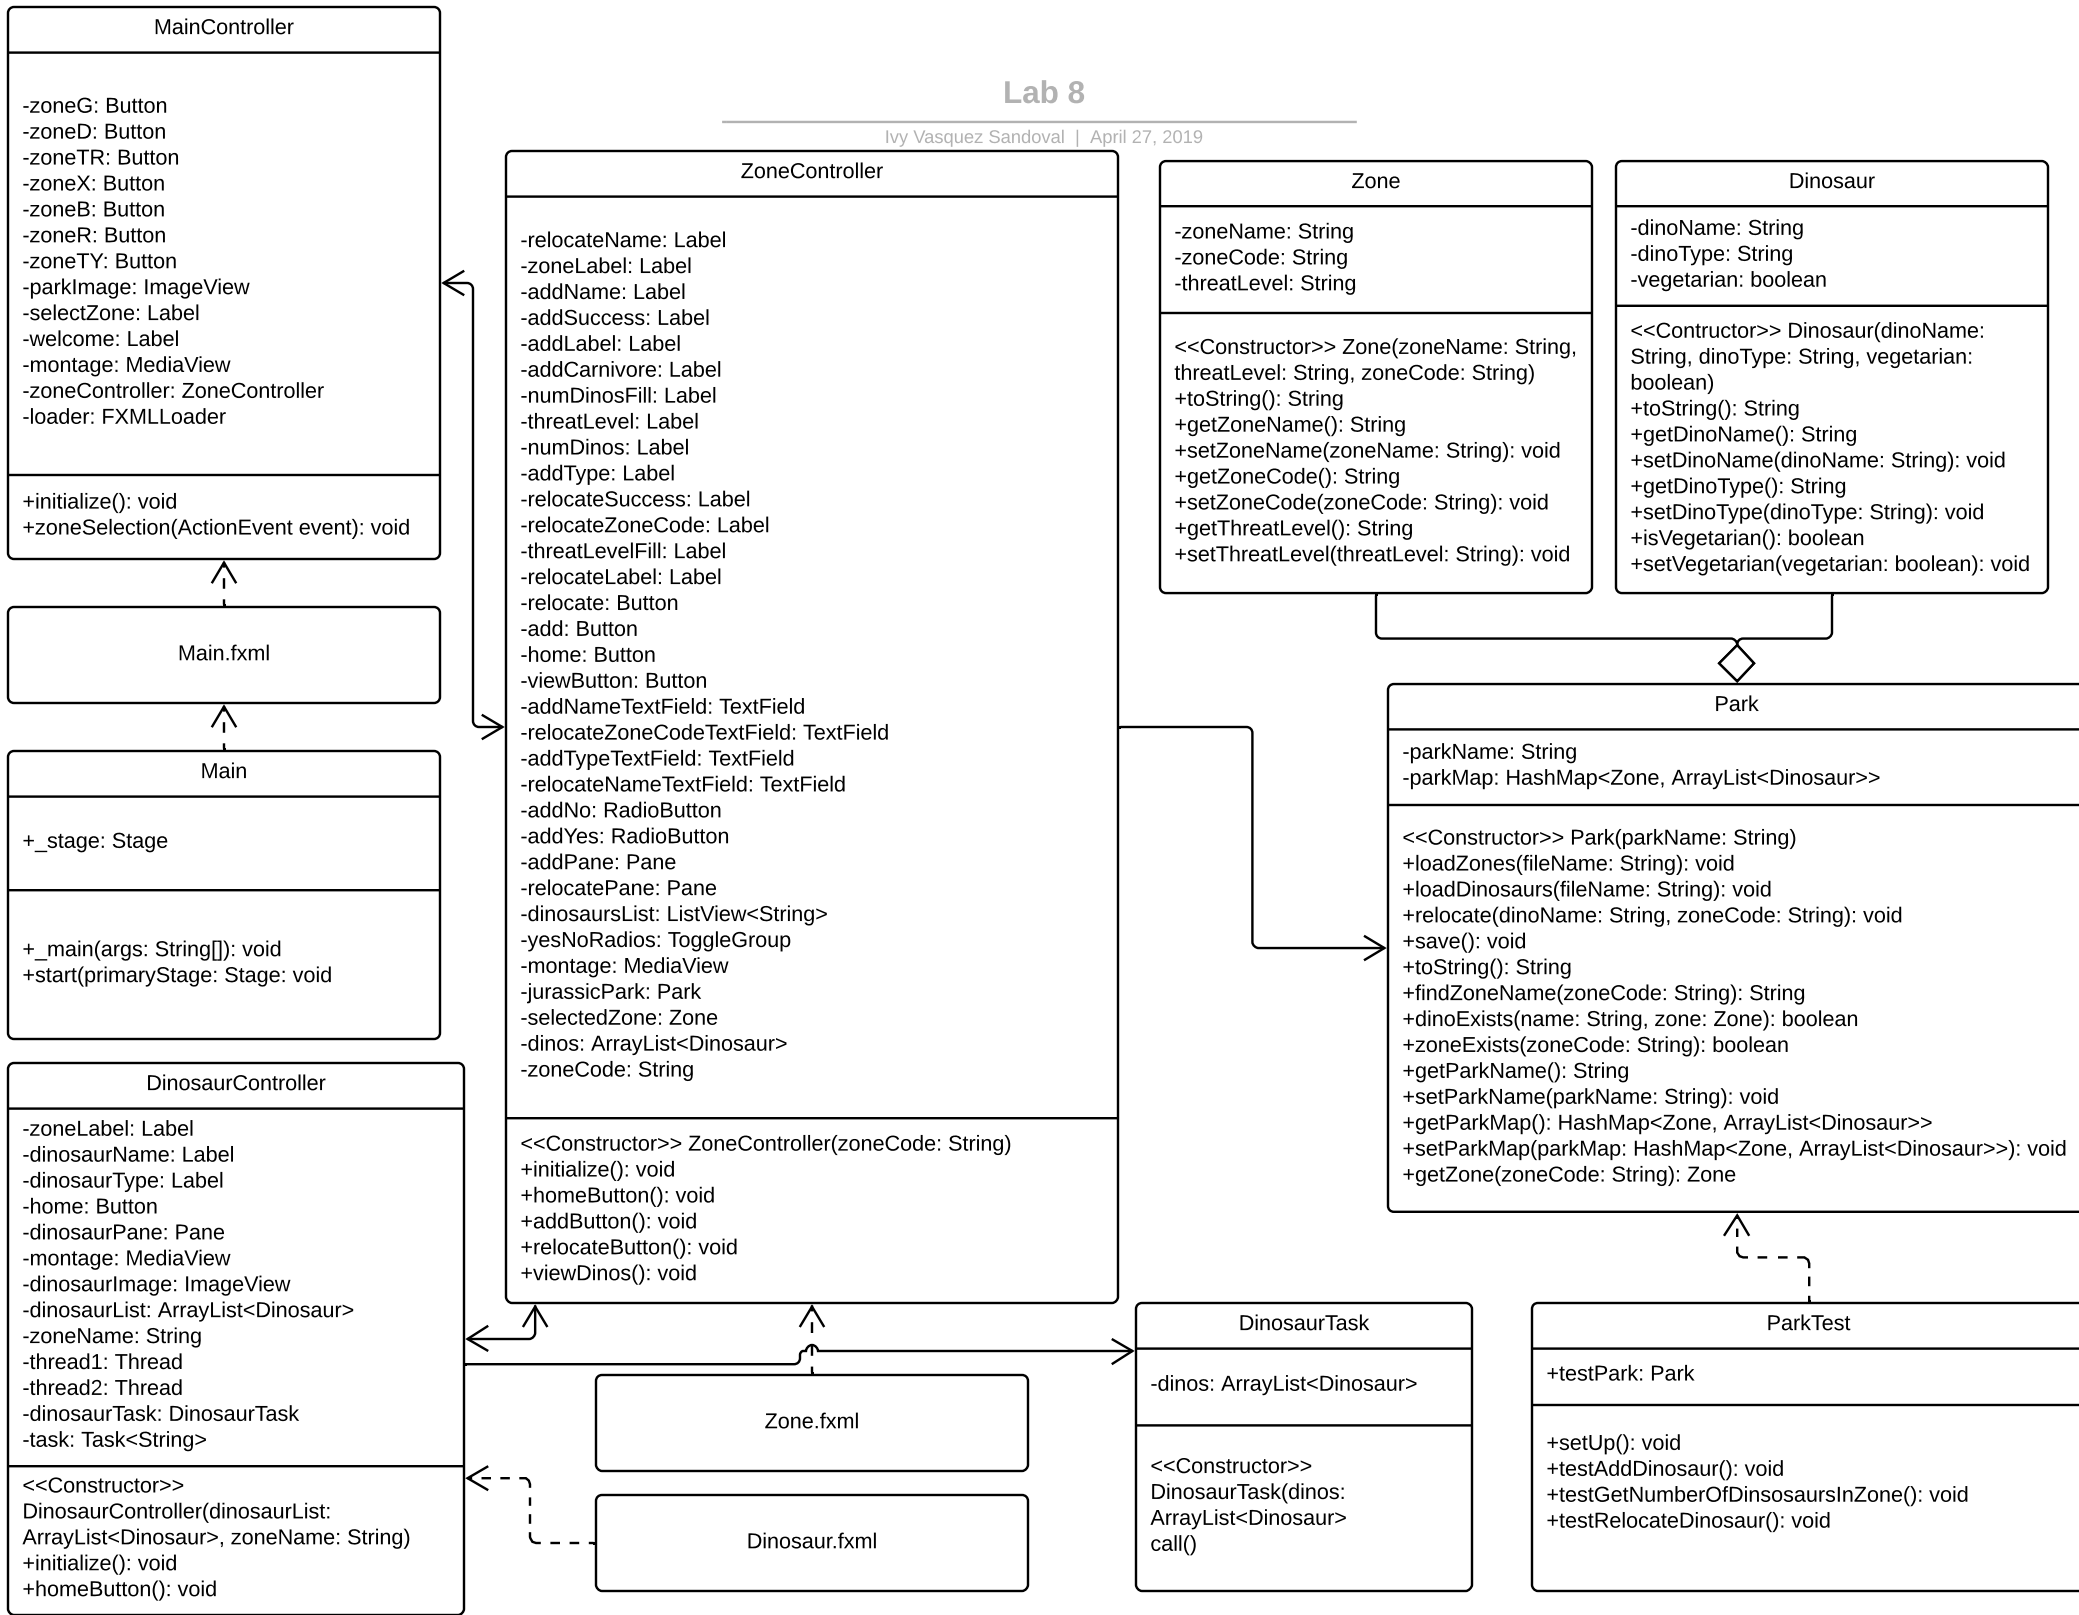 Lab 8
Ivy Vasquez Sandoval | April 27, 2019
MainController
-zoneG: Button
-zoneD: Button
-zoneTR: Button
-zoneX: Button
-zoneB: Button
-zoneR: Button
-zoneTY: Button
-parkImage: ImageView
-selectZone: Label
-welcome: Label
-montage: MediaView
-zoneController: ZoneController
-loader: FXMLLoader
+initialize(): void
+zoneSelection(ActionEvent event): void
Main.fxml
Main
+_stage: Stage
+_main(args: String[]): void
+start(primaryStage: Stage: void
DinosaurController
-zoneLabel: Label
-dinosaurName: Label
-dinosaurType: Label
-home: Button
-dinosaurPane: Pane
-montage: MediaView
-dinosaurImage: ImageView
-dinosaurList: ArrayList<Dinosaur>
-zoneName: String
-thread1: Thread
-thread2: Thread
-dinosaurTask: DinosaurTask
-task: Task<String>
<<Constructor>>
DinosaurController(dinosaurList:
ArrayList<Dinosaur>, zoneName: String)
+initialize(): void
+homeButton(): void
ZoneController
-relocateName: Label
-zoneLabel: Label
-addName: Label
-addSuccess: Label
-addLabel: Label
-addCarnivore: Label
-numDinosFill: Label
-threatLevel: Label
-numDinos: Label
-addType: Label
-relocateSuccess: Label
-relocateZoneCode: Label
-threatLevelFill: Label
-relocateLabel: Label
-relocate: Button
-add: Button
-home: Button
-viewButton: Button
-addNameTextField: TextField
-relocateZoneCodeTextField: TextField
-addTypeTextField: TextField
-relocateNameTextField: TextField
-addNo: RadioButton
-addYes: RadioButton
-addPane: Pane
-relocatePane: Pane
-dinosaursList: ListView<String>
-yesNoRadios: ToggleGroup
-montage: MediaView
-jurassicPark: Park
-selectedZone: Zone
-dinos: ArrayList<Dinosaur>
-zoneCode: String
<<Constructor>> ZoneController(zoneCode: String)
+initialize(): void
+homeButton(): void
+addButton(): void
+relocateButton(): void
+viewDinos(): void
Zone.fxml
Dinosaur.fxml
Zone
-zoneName: String
-zoneCode: String
-threatLevel: String
<<Constructor>> Zone(zoneName: String,
threatLevel: String, zoneCode: String)
+toString(): String
+getZoneName(): String
+setZoneName(zoneName: String): void
+getZoneCode(): String
+setZoneCode(zoneCode: String): void
+getThreatLevel(): String
+setThreatLevel(threatLevel: String): void
Dinosaur
-dinoName: String
-dinoType: String
-vegetarian: boolean
<<Contructor>> Dinosaur(dinoName:
String, dinoType: String, vegetarian:
boolean)
+toString(): String
+getDinoName(): String
+setDinoName(dinoName: String): void
+getDinoType(): String
+setDinoType(dinoType: String): void
+isVegetarian(): boolean
+setVegetarian(vegetarian: boolean): void
Park
-parkName: String
-parkMap: HashMap<Zone, ArrayList<Dinosaur>>
<<Constructor>> Park(parkName: String)
+loadZones(fileName: String): void
+loadDinosaurs(fileName: String): void
+relocate(dinoName: String, zoneCode: String): void
+save(): void
+toString(): String
+findZoneName(zoneCode: String): String
+dinoExists(name: String, zone: Zone): boolean
+zoneExists(zoneCode: String): boolean
+getParkName(): String
+setParkName(parkName: String): void
+getParkMap(): HashMap<Zone, ArrayList<Dinosaur>>
+setParkMap(parkMap: HashMap<Zone, ArrayList<Dinosaur>>): void
+getZone(zoneCode: String): Zone
DinosaurTask
-dinos: ArrayList<Dinosaur>
<<Constructor>>
DinosaurTask(dinos:
ArrayList<Dinosaur>
call()
ParkTest
+testPark: Park
+setUp(): void
+testAddDinosaur(): void
+testGetNumberOfDinsosaursInZone(): void
+testRelocateDinosaur(): void